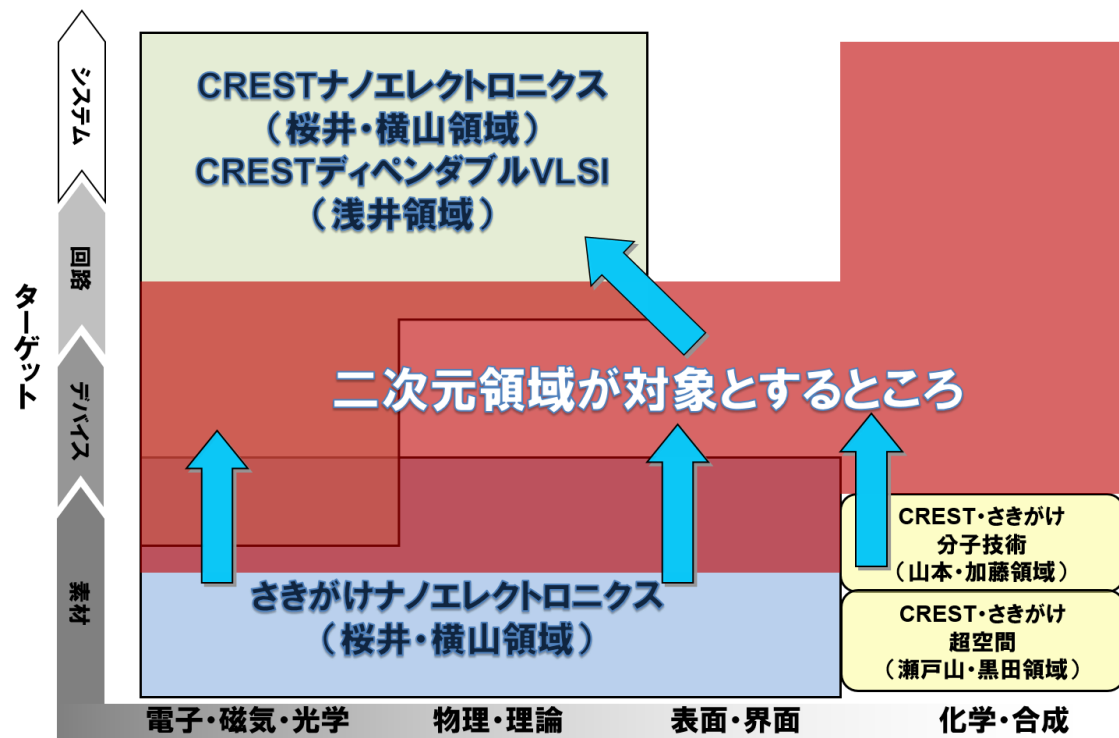 システム
回路
デバイス
素材
ターゲット
CRESTナノエレクトロニクス
（桜井・横山領域）
CRESTディペンダブルVLSI
（浅井領域）
二次元領域が対象とするところ
さきがけナノエレクトロニクス
（桜井・横山領域）
CREST・さきがけ
分子技術
（山本・加藤領域）
CREST・さきがけ
超空間
（瀬戸山・黒田領域）
電子・磁気・光学
物理・理論
表面・界面
化学・合成